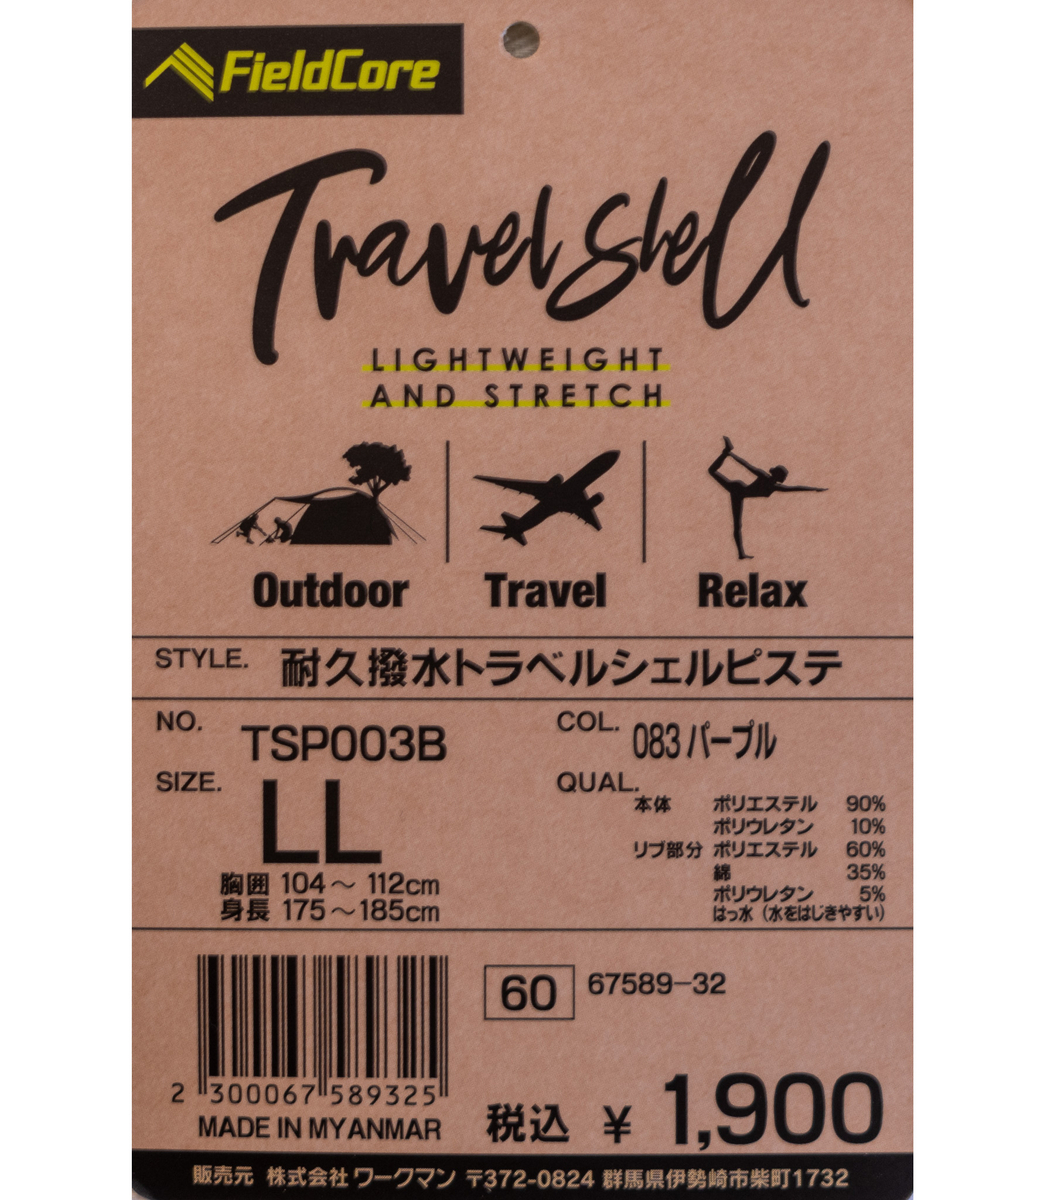 FieldCore
Travel Shell
LIGHTWEIGHT
AND STRETCH
Outdoor Travel Relax
STYLE. 耐久撥水トラベルシェルピステ
NO. TSP003B COL. 083 パープル
SIZE. LL QUAL.
本体 ポリエステル 90%
ポリウレタン 10%
リブ部分 ポリエステル 60%
綿 35%
ポリウレタン 5%
はっ水（水をはじきやすい）
胸囲 104～112cm
身長 175～185cm
60 67589-32
2 300067 589325
MADE IN MYANMAR
税込 ¥ 1,900
販売元 株式会社 ワークマン 〒372-0824 群馬県伊勢崎市柴町1732